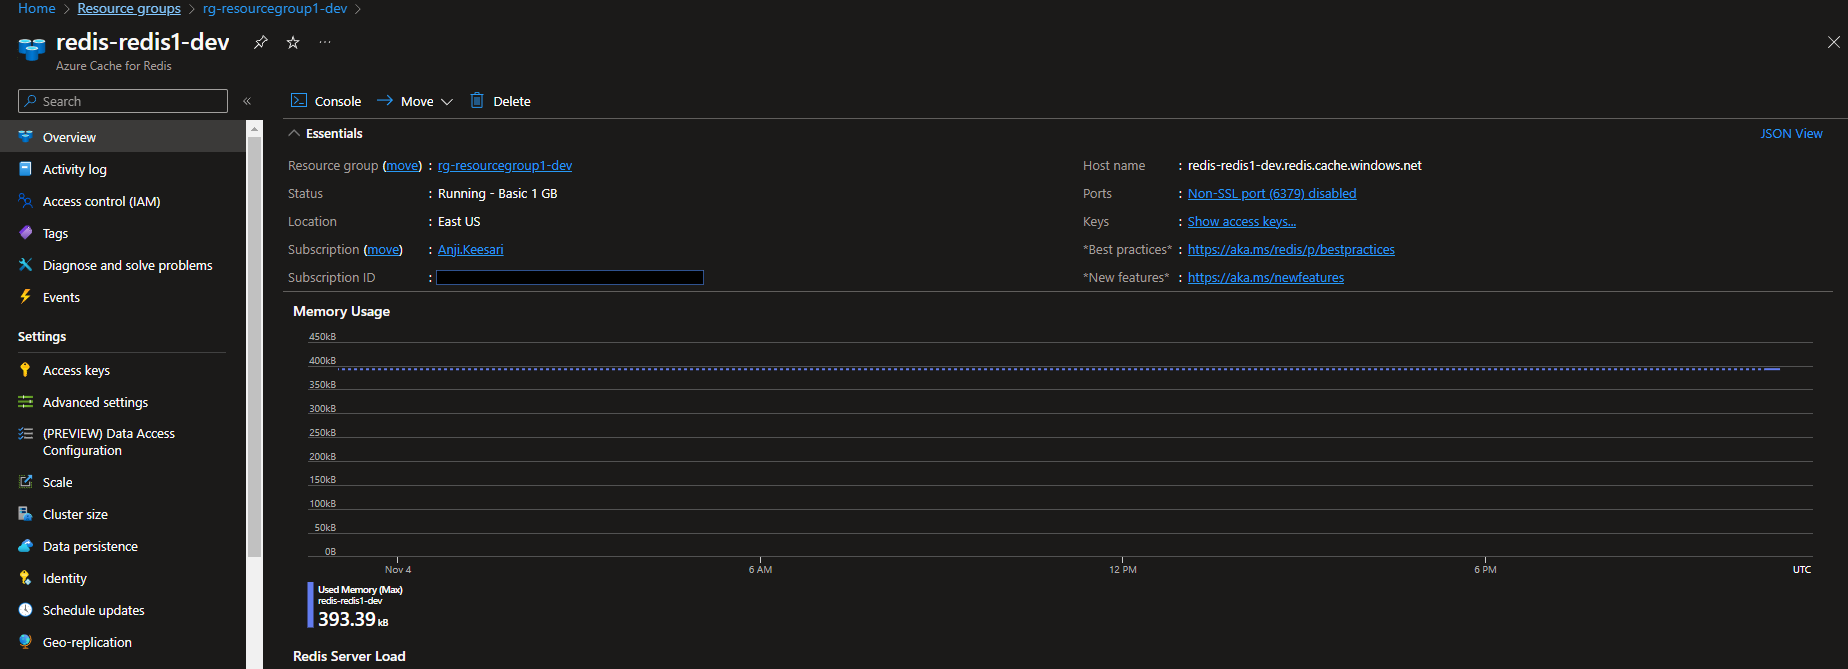 Home > Resource groups > rg-resourcegroup1-dev >
redis-redis1-dev
Azure Cache for Redis
Search
Overview
Activity log
Access control (IAM)
Tags
Diagnose and solve problems
Events
Settings
Access keys
Advanced settings
(PREVIEW) Data Access
Configuration
Scale
Cluster size
Data persistence
Identity
Schedule updates
Geo-replication
Console Move Delete
Essentials
JSON View
Resource group (move) : rg-resourcegroup1-dev
Status : Running - Basic 1 GB
Location : East US
Subscription (move) : Anji.Keesari
Subscription ID :
Host name : redis-redis1-dev.redis.cache.windows.net
Ports : Non-SSL port (6379) disabled
Keys : Show access keys...
*Best practices* : https://aka.ms/redis/p/bestpractices
*New features* : https://aka.ms/newfeatures
Memory Usage
450kB
400kB
350kB
300kB
250kB
200kB
150kB
100kB
50kB
0B
Nov 4 6 AM 12 PM 6 PM UTC
Used Memory (Max)
redis-redis1-dev
393.39 kB
Redis Server Load